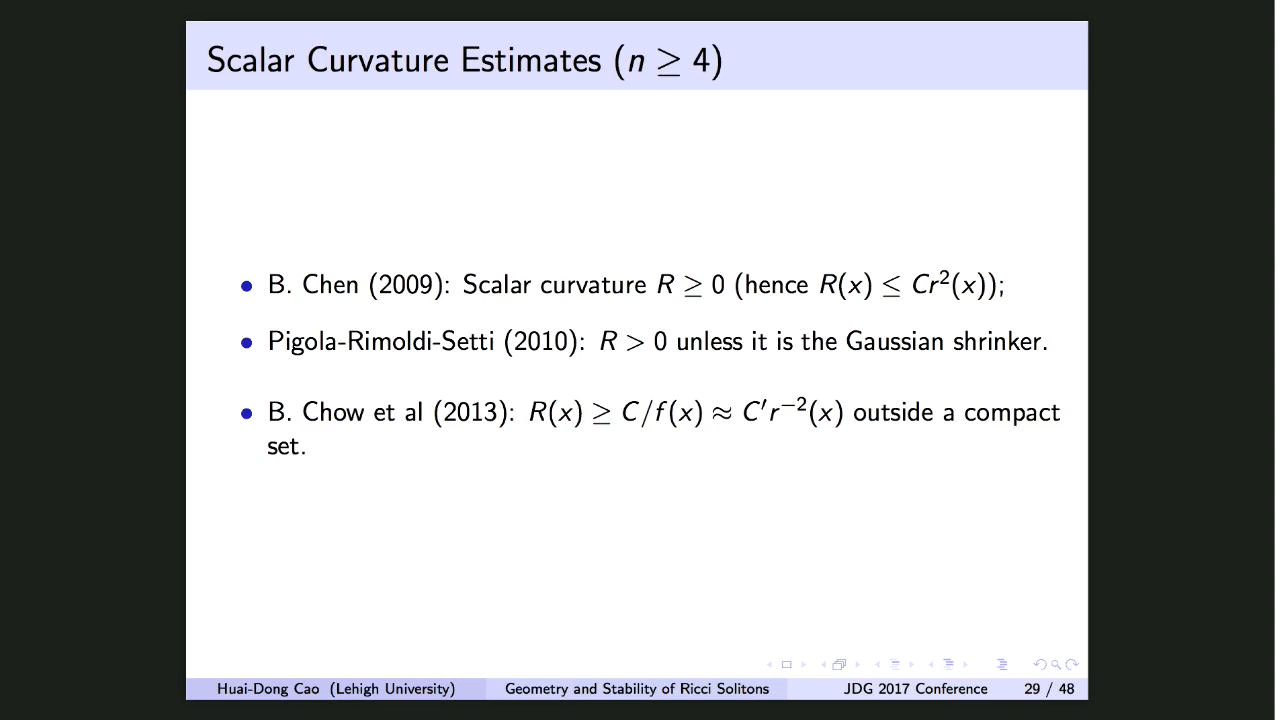 Scalar Curvature Estimates (n ≥ 4)
• B. Chen (2009): Scalar curvature R ≥ 0 (hence R(x) ≤ Cr²(x));
• Pigola-Rimoldi-Setti (2010): R > 0 unless it is the Gaussian shrinker.
• B. Chow et al (2013): R(x) ≥ C/f(x) ≈ C′r⁻²(x) outside a compact
set.
Huai-Dong Cao (Lehigh University) Geometry and Stability of Ricci Solitons JDG 2017 Conference 29 / 48